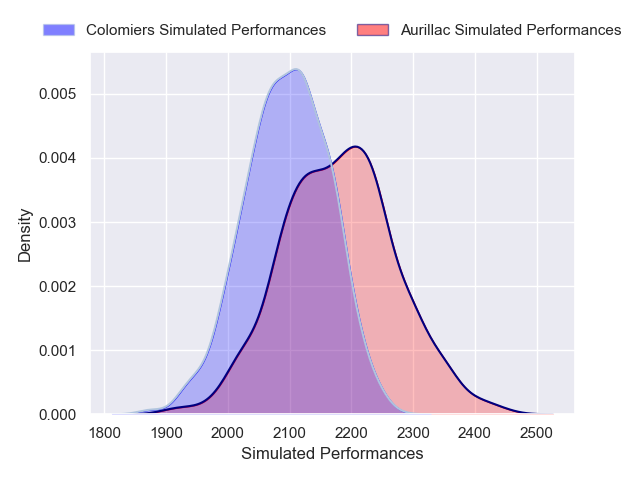 Colomiers Simulated Performances Aurillac Simulated Performances
0.005
0.004
0.003
0.002
0.001
0.000
Density
1800 1900 2000 2100 2200 2300 2400 2500
Simulated Performances